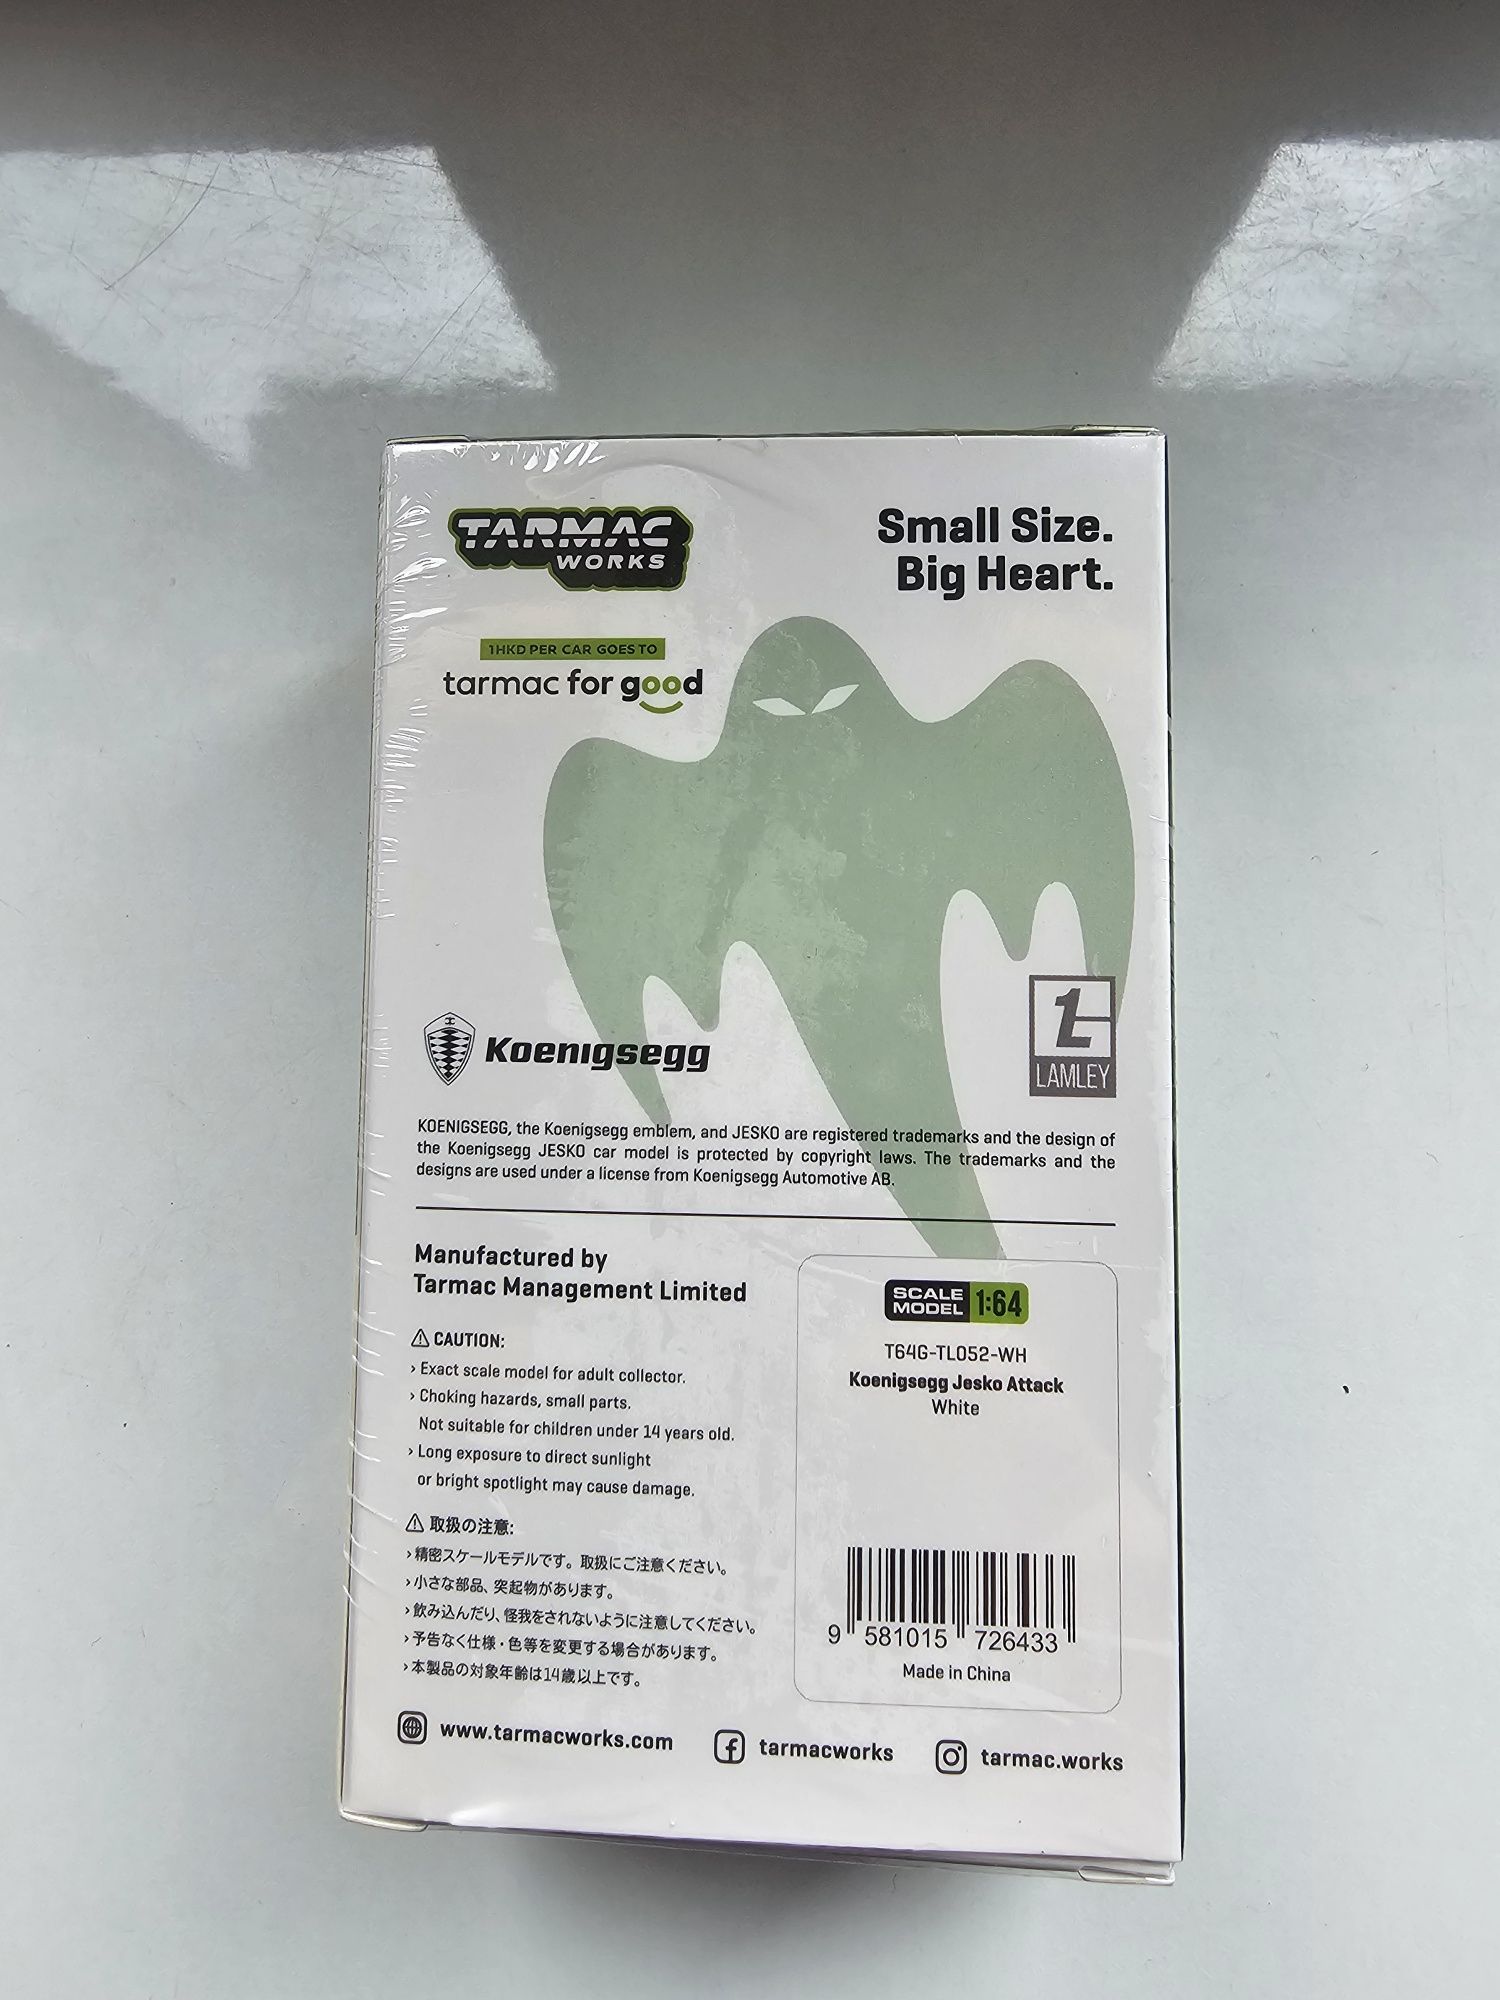 TARMAC
WORKS
Small Size.
Big Heart.
1HKD PER CAR GOES TO
tarmac for good
Koenigsegg
1L
LAMLEY
KOENIGSEGG, the Koenigsegg emblem, and JESKO are registered trademarks and the design of
the Koenigsegg JESKO car model is protected by copyright laws. The trademarks and the
designs are used under a license from Koenigsegg Automotive AB.
Manufactured by
Tarmac Management Limited
⚠ CAUTION:
› Exact scale model for adult collector.
› Choking hazards, small parts.
Not suitable for children under 14 years old.
› Long exposure to direct sunlight
or bright spotlight may cause damage.
⚠ 取扱の注意:
›精密スケールモデルです。取扱にご注意ください。
›小さな部品、突起物があります。
›飲み込んだり、怪我をされないように注意してください。
›予告なく仕様・色等を変更する場合があります。
›本製品の対象年齢は14歳以上です。
SCALE
MODEL 1:64
T64G-TL052-WH
Koenigsegg Jesko Attack
White
9 581015 726433
Made in China
www.tarmacworks.com
tarmacworks
tarmac.works